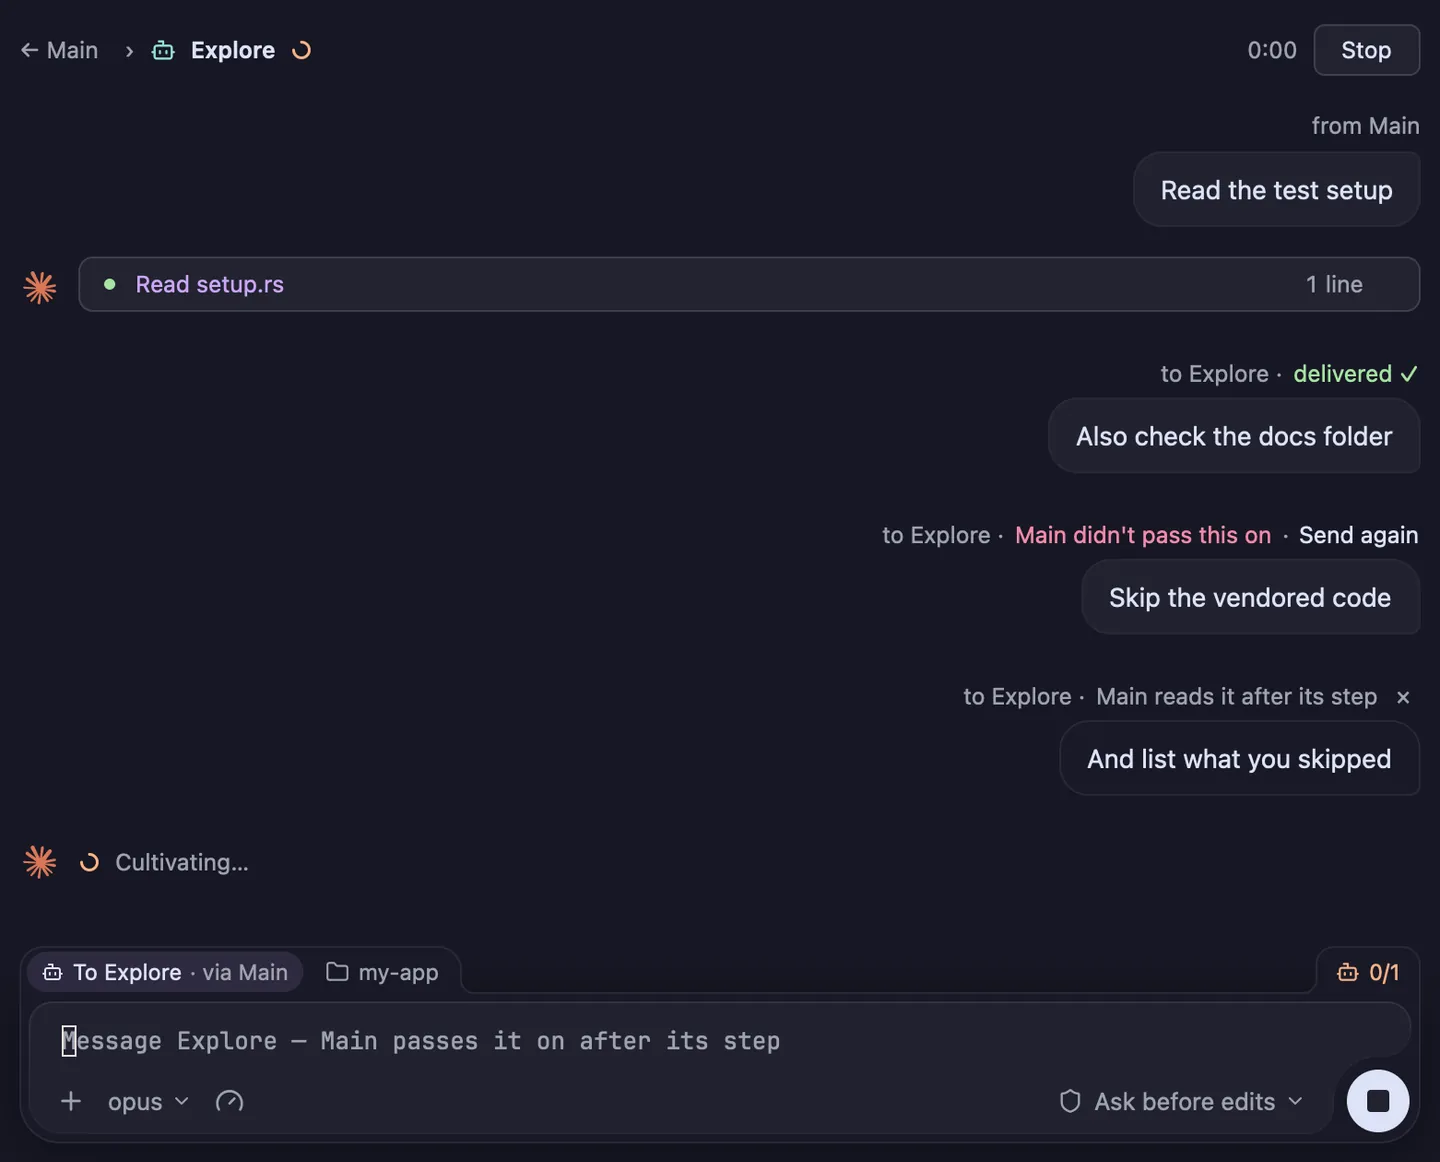 Main › Explore 0:00 Stop
from Main
Read the test setup
Read setup.rs 1 line
to Explore · delivered ✓
Also check the docs folder
to Explore · Main didn't pass this on · Send again
Skip the vendored code
to Explore · Main reads it after its step ×
And list what you skipped
Cultivating...
To Explore · via Main my-app 0/1
Message Explore — Main passes it on after its step
opus Ask before edits